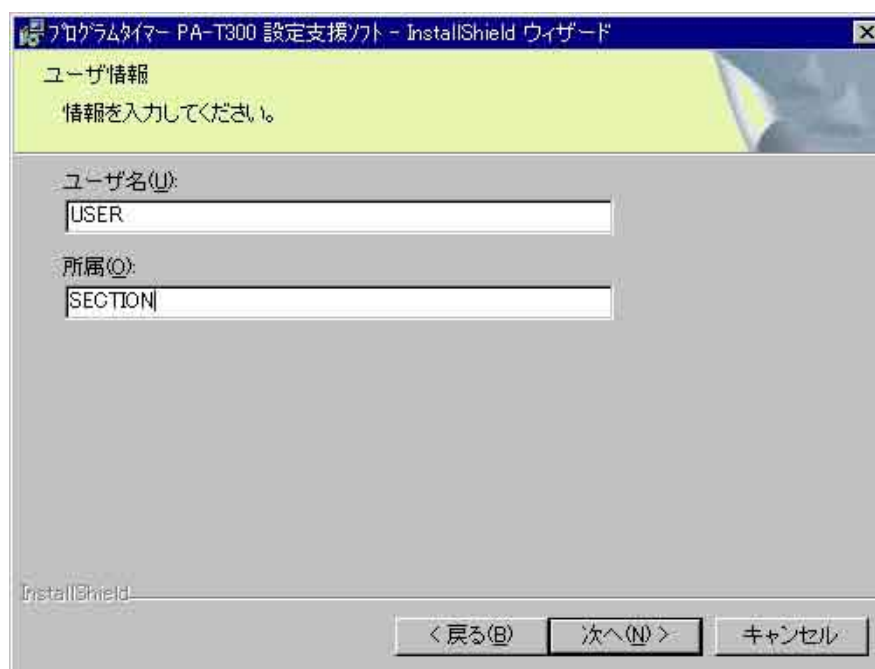 ﾌﾟﾛｸﾞﾗﾑﾀｲﾏｰ PA-T300 設定支援ｿﾌﾄ - InstallShield ウィザード
ユーザ情報
情報を入力してください。
ユーザ名(U):
USER
所属(O):
SECTION
InstallShield
< 戻る(B)
次へ(N) >
キャンセル